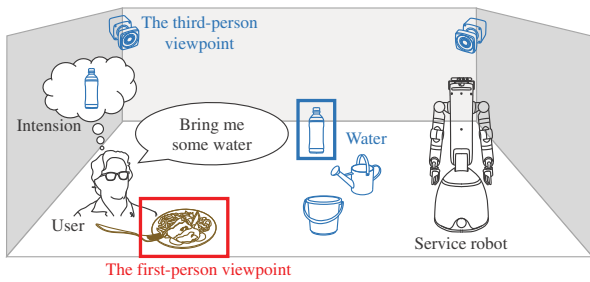 The third-person
viewpoint
Intension
Bring me
some water
Water
User
Service robot
The first-person viewpoint